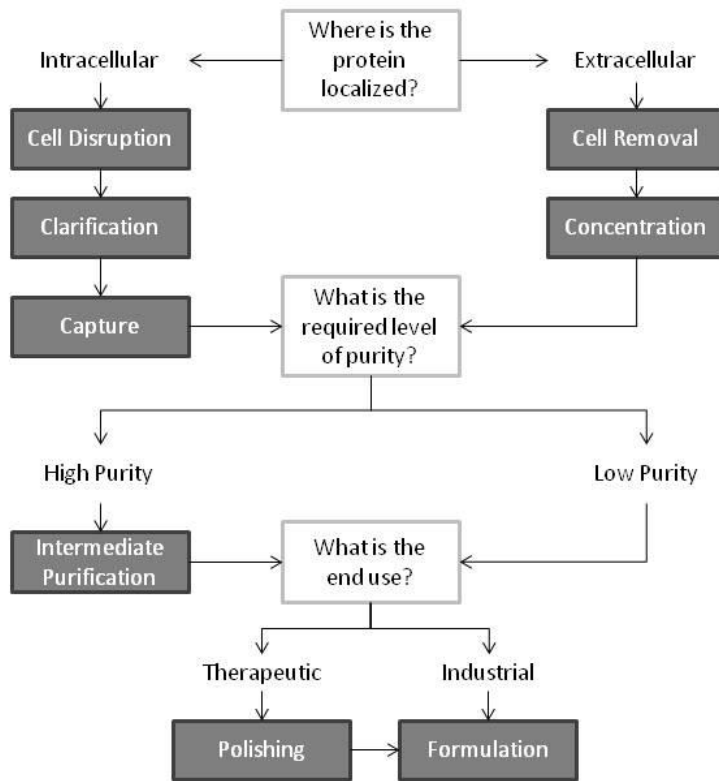 Where is the
protein
localized?
Intracellular
Extracellular
Cell Disruption
Cell Removal
Clarification
Concentration
Capture
What is the
required level
of purity?
High Purity
Low Purity
Intermediate
Purification
What is the
end use?
Therapeutic
Industrial
Polishing
Formulation